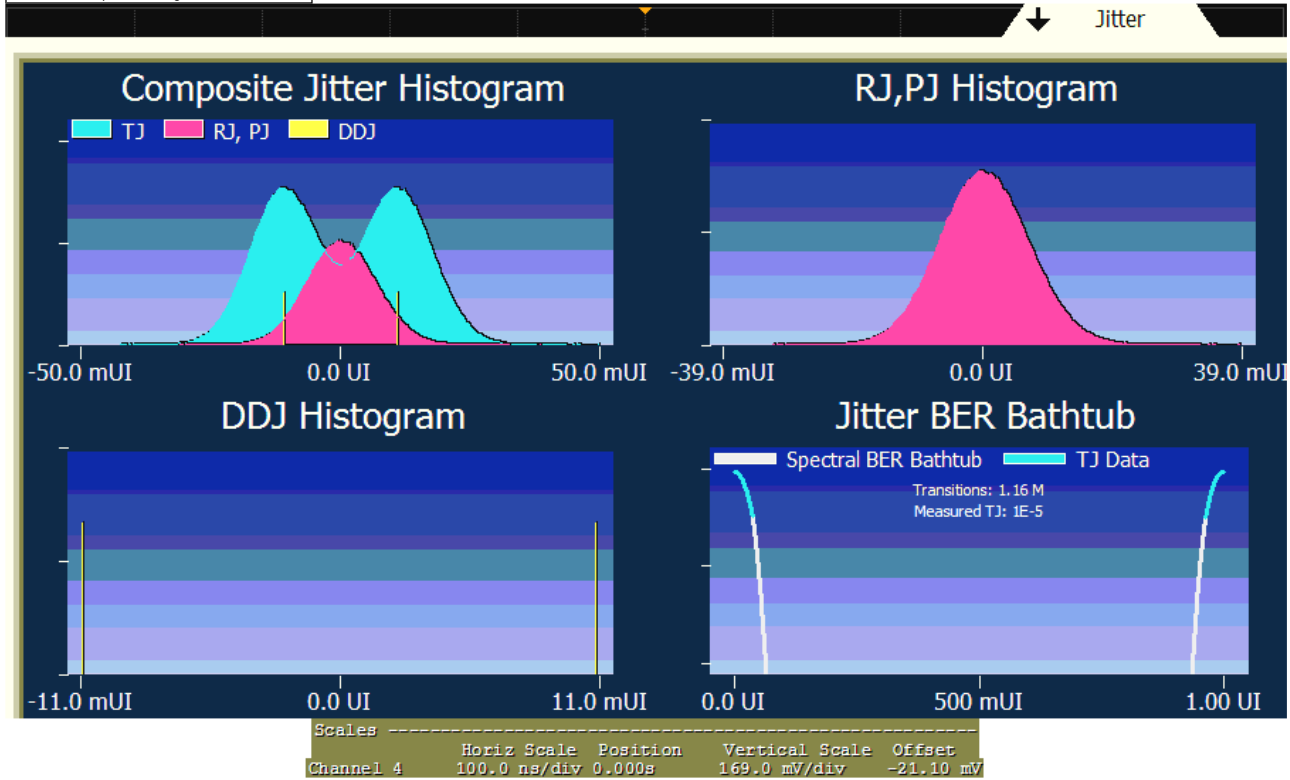 Jitter
Composite Jitter Histogram
TJ RJ, PJ DDJ
-50.0 mUI 0.0 UI 50.0 mUI
RJ,PJ Histogram
-39.0 mUI 0.0 UI 39.0 mUI
DDJ Histogram
-11.0 mUI 0.0 UI 11.0 mUI
Jitter BER Bathtub
Spectral BER Bathtub TJ Data
Transitions: 1.16 M
Measured TJ: 1E-5
0.0 UI 500 mUI 1.00 UI
Scales --------------------------------------------------------
Horiz Scale Position Vertical Scale Offset
Channel 4 100.0 ns/div 0.000s 169.0 mV/div -21.10 mV